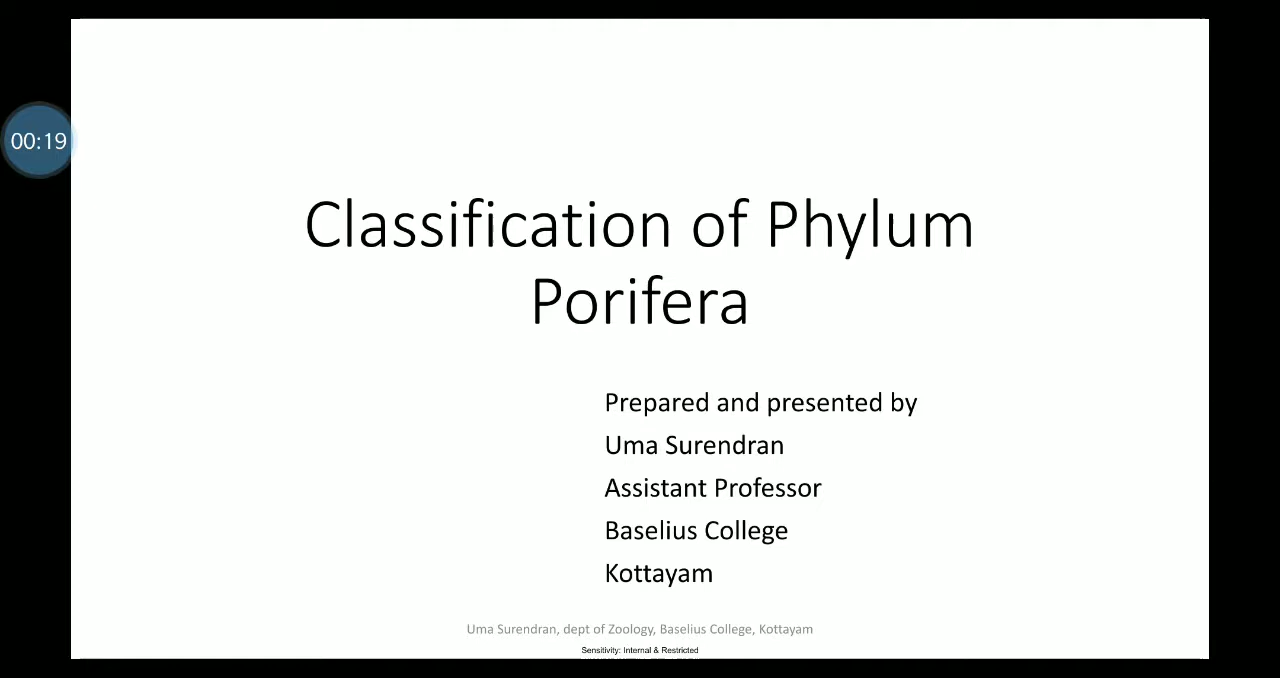 00:19
Classification of Phylum
Porifera
Prepared and presented by
Uma Surendran
Assistant Professor
Baselius College
Kottayam
Uma Surendran, dept of Zoology, Baselius College, Kottayam
Sensitivity: Internal & Restricted